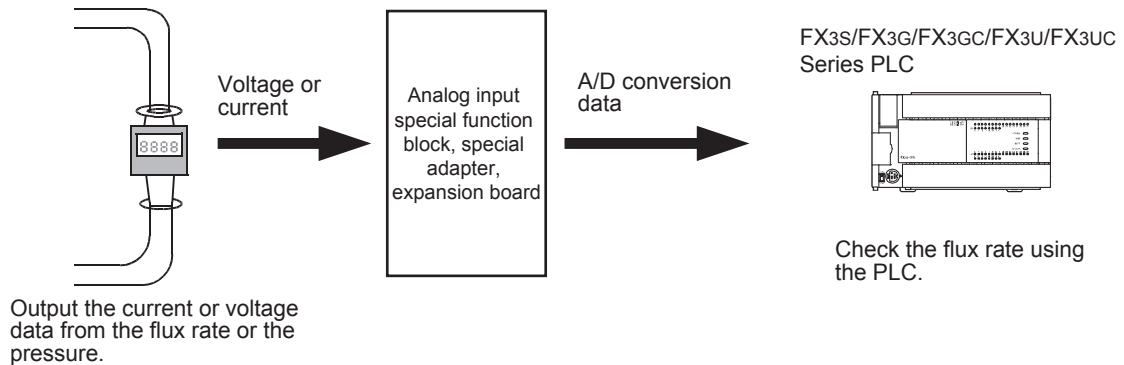 FX3S/FX3G/FX3GC/FX3U/FX3UC
Series PLC
Voltage or
current
Analog input
special function
block, special
adapter,
expansion board
A/D conversion
data
8888
Check the flux rate using
the PLC.
Output the current or voltage
data from the flux rate or the
pressure.